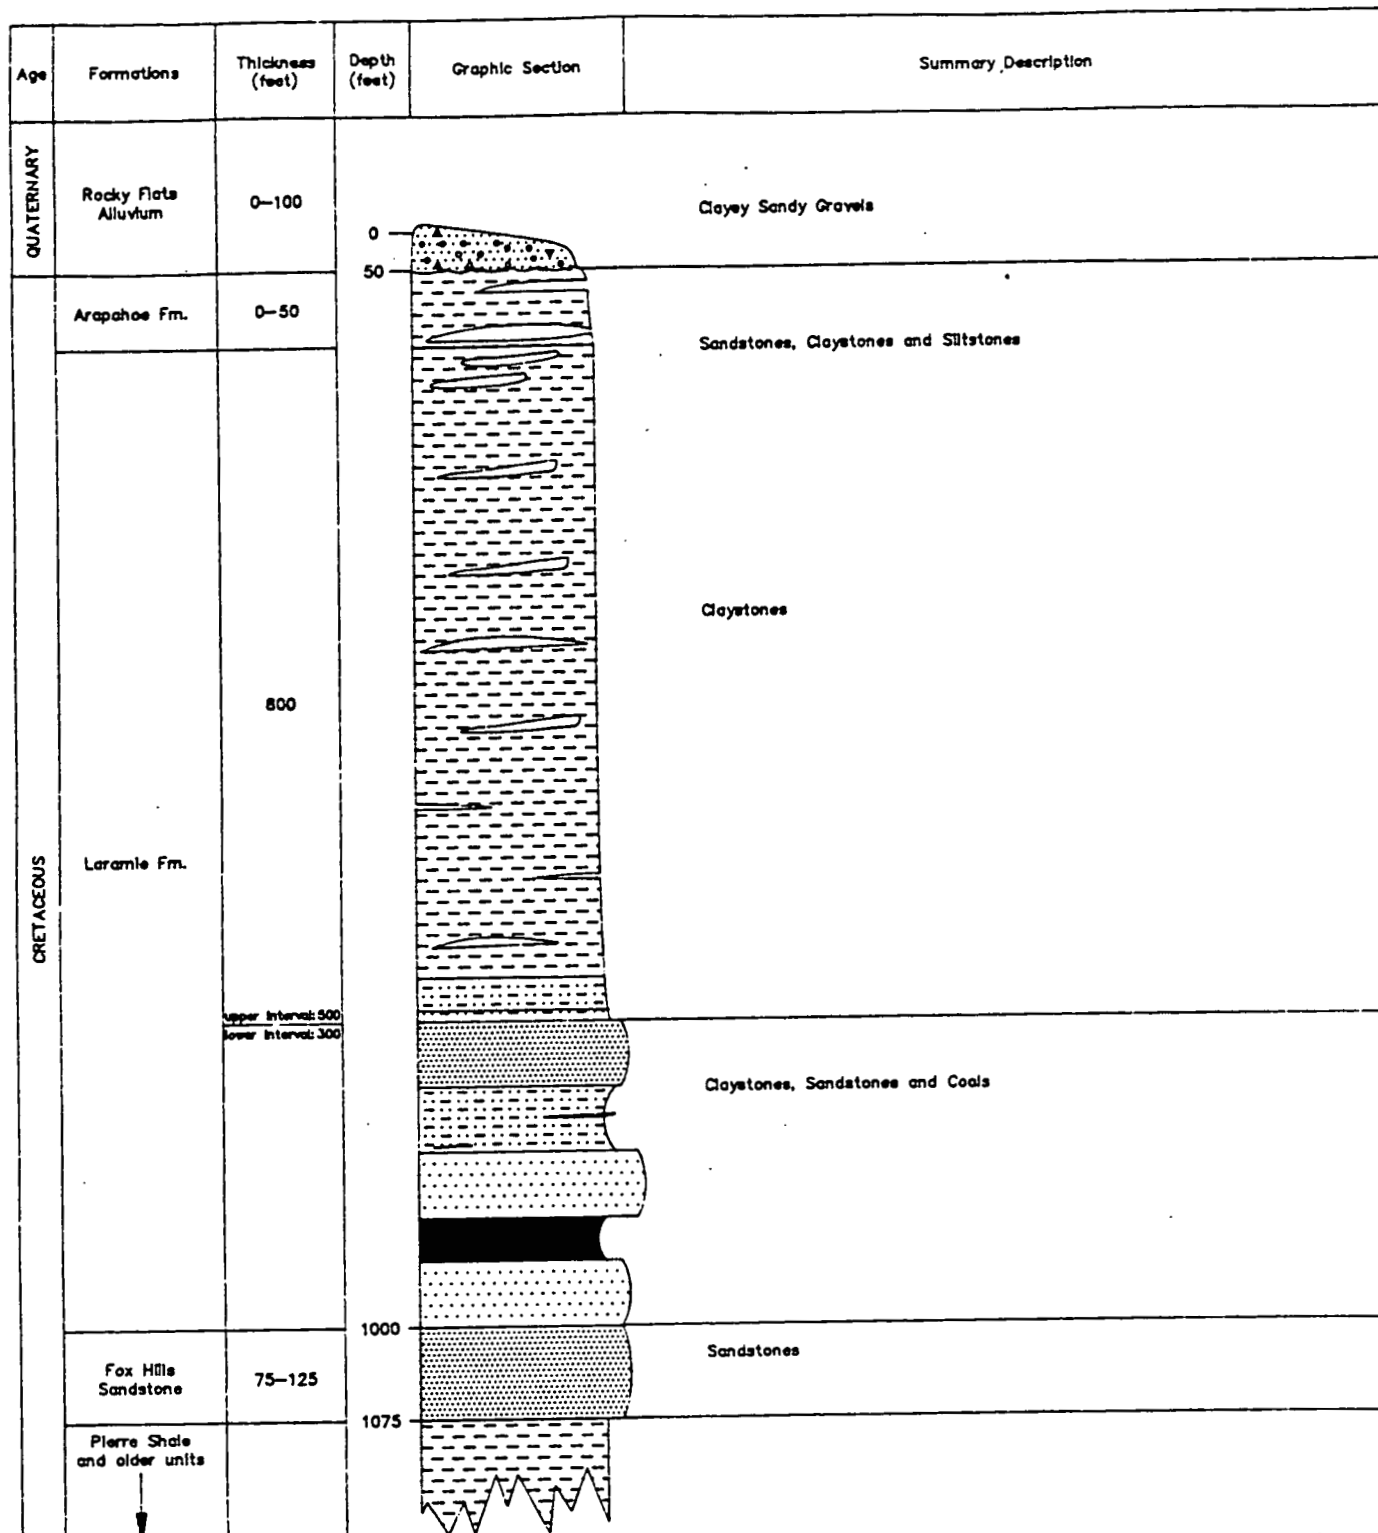 Age
Formations
Thickness
(feet)
Depth
(feet)
Graphic Section
Summary Description
QUATERNARY
Rocky Flats
Alluvium
0-100
0
Clayey Sandy Gravels
50
CRETACEOUS
Arapahoe Fm.
0-50
Sandstones, Claystones and Siltstones
Claystones
800
Laramie Fm.
upper interval: 500
lower interval: 300
Claystones, Sandstones and Coals
1000
Fox Hills
Sandstone
75-125
Sandstones
1075
Pierre Shale
and older units